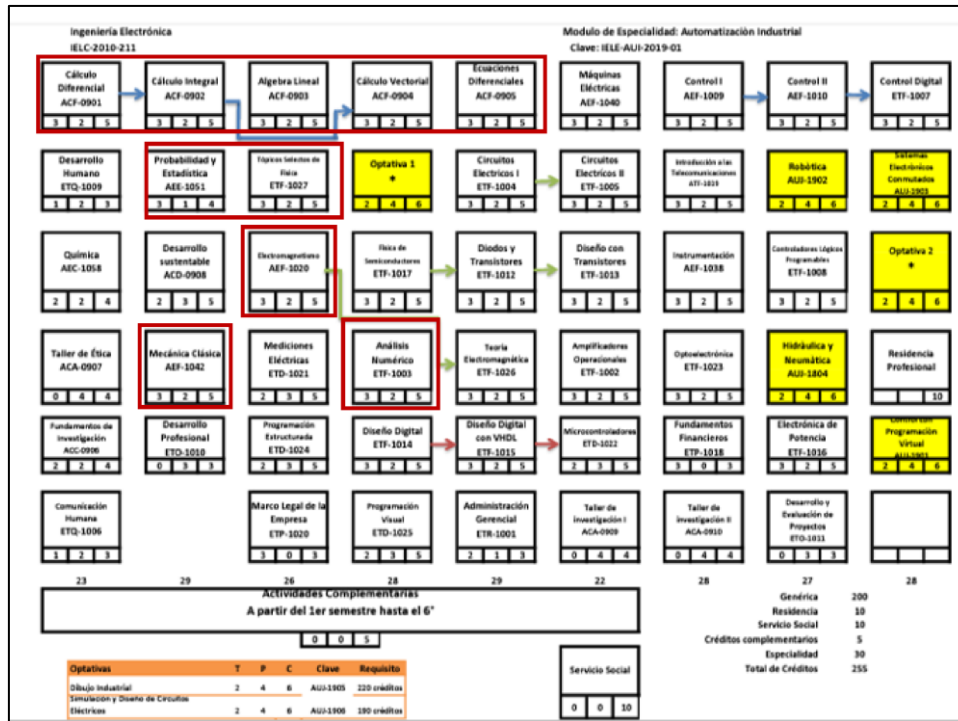 Ingeniería Electrónica
Modulo de Especialidad: Automatización Industrial
IELC-2010-211
Clave: IELE-AUI-2019-01
Cálculo
Diferencial
ACF-0901
3 2 5
Cálculo Integral
ACF-0902
3 2 5
Algebra Lineal
ACF-0903
3 2 5
Cálculo Vectorial
ACF-0904
3 2 5
Ecuaciones
Diferenciales
ACF-0905
3 2 5
Máquinas
Eléctricas
AEF-1040
3 2 5
Control I
AEF-1009
3 2 5
Control II
AEF-1010
3 2 5
Control Digital
ETF-1007
3 2 5
Desarrollo
Humano
ETQ-1009
1 2 3
Probabilidad y
Estadística
AEE-1051
3 1 4
Tópicos Selectos de
Física
ETF-1027
3 2 5
Optativa 1
*
2 4 6
Circuitos
Electricos I
ETF-1004
3 2 5
Circuitos
Electricos II
ETF-1005
3 2 5
Introducción a las
Telecomunicaciones
ATF-1019
3 2 5
Robòtica
AUJ-1902
2 4 6
Sistemas
Electrónicos
Conmutados
AUJ-1903
2 4 6
Química
AEC-1058
2 2 4
Desarrollo
sustentable
ACD-0908
2 3 5
Electromagnetismo
AEF-1020
3 2 5
Física de
Semiconductores
ETF-1017
3 2 5
Diodos y
Transistores
ETF-1012
3 2 5
Diseño con
Transistores
ETF-1013
3 2 5
Instrumentación
AEF-1038
3 2 5
Controladores Lógicos
Programables
ETF-1008
3 2 5
Optativa 2
*
2 4 6
Taller de Ética
ACA-0907
0 4 4
Mecánica Clásica
AEF-1042
3 2 5
Mediciones
Eléctricas
ETD-1021
2 3 5
Análisis
Numérico
ETF-1003
3 2 5
Teoría
Electromagnética
ETF-1026
3 2 5
Amplificadores
Operacionales
ETF-1002
3 2 5
Optoelectrónica
ETF-1023
3 2 5
Hidràulica y
Neumàtica
AUJ-1804
2 4 6
Residencia
Profesional
10
Fundamentos de
Investigación
ACC-0906
2 2 4
Desarrollo
Profesional
ETO-1010
0 3 3
Programación
Estructurada
ETD-1024
2 3 5
Diseño Digital
ETF-1014
3 2 5
Diseño Digital
con VHDL
ETF-1015
3 2 5
Microcontroladores
ETD-1022
2 3 5
Fundamentos
Financieros
ETP-1018
3 0 3
Electrónica de
Potencia
ETF-1016
3 2 5
Control con
Programación
Virtual
AUJ-1901
2 4 6
Comunicación
Humana
ETQ-1006
1 2 3
Marco Legal de la
Empresa
ETP-1020
3 0 3
Programación
Visual
ETD-1025
2 3 5
Administración
Gerencial
ETR-1001
2 1 3
Taller de
investigación I
ACA-0909
0 4 4
Taller de
investigación II
ACA-0910
0 4 4
Desarrollo y
Evaluación de
Proyectos
ETO-1011
0 3 3
23 29 26 28 29 22 28 27 28
Actividades Complementarias
A partir del 1er semestre hasta el 6°
0 0 5
Genérica 200
Residencia 10
Servicio Social 10
Créditos complementarios 5
Especialidad 30
Total de Créditos 255
Optativas T P C Clave Requisito
Dibujo Industrial 2 4 6 AUJ-1905 220 créditos
Simulacion y Diseño de Circuitos
Eléctricos 2 4 6 AUJ-1906 190 créditos
Servicio Social
0 0 10